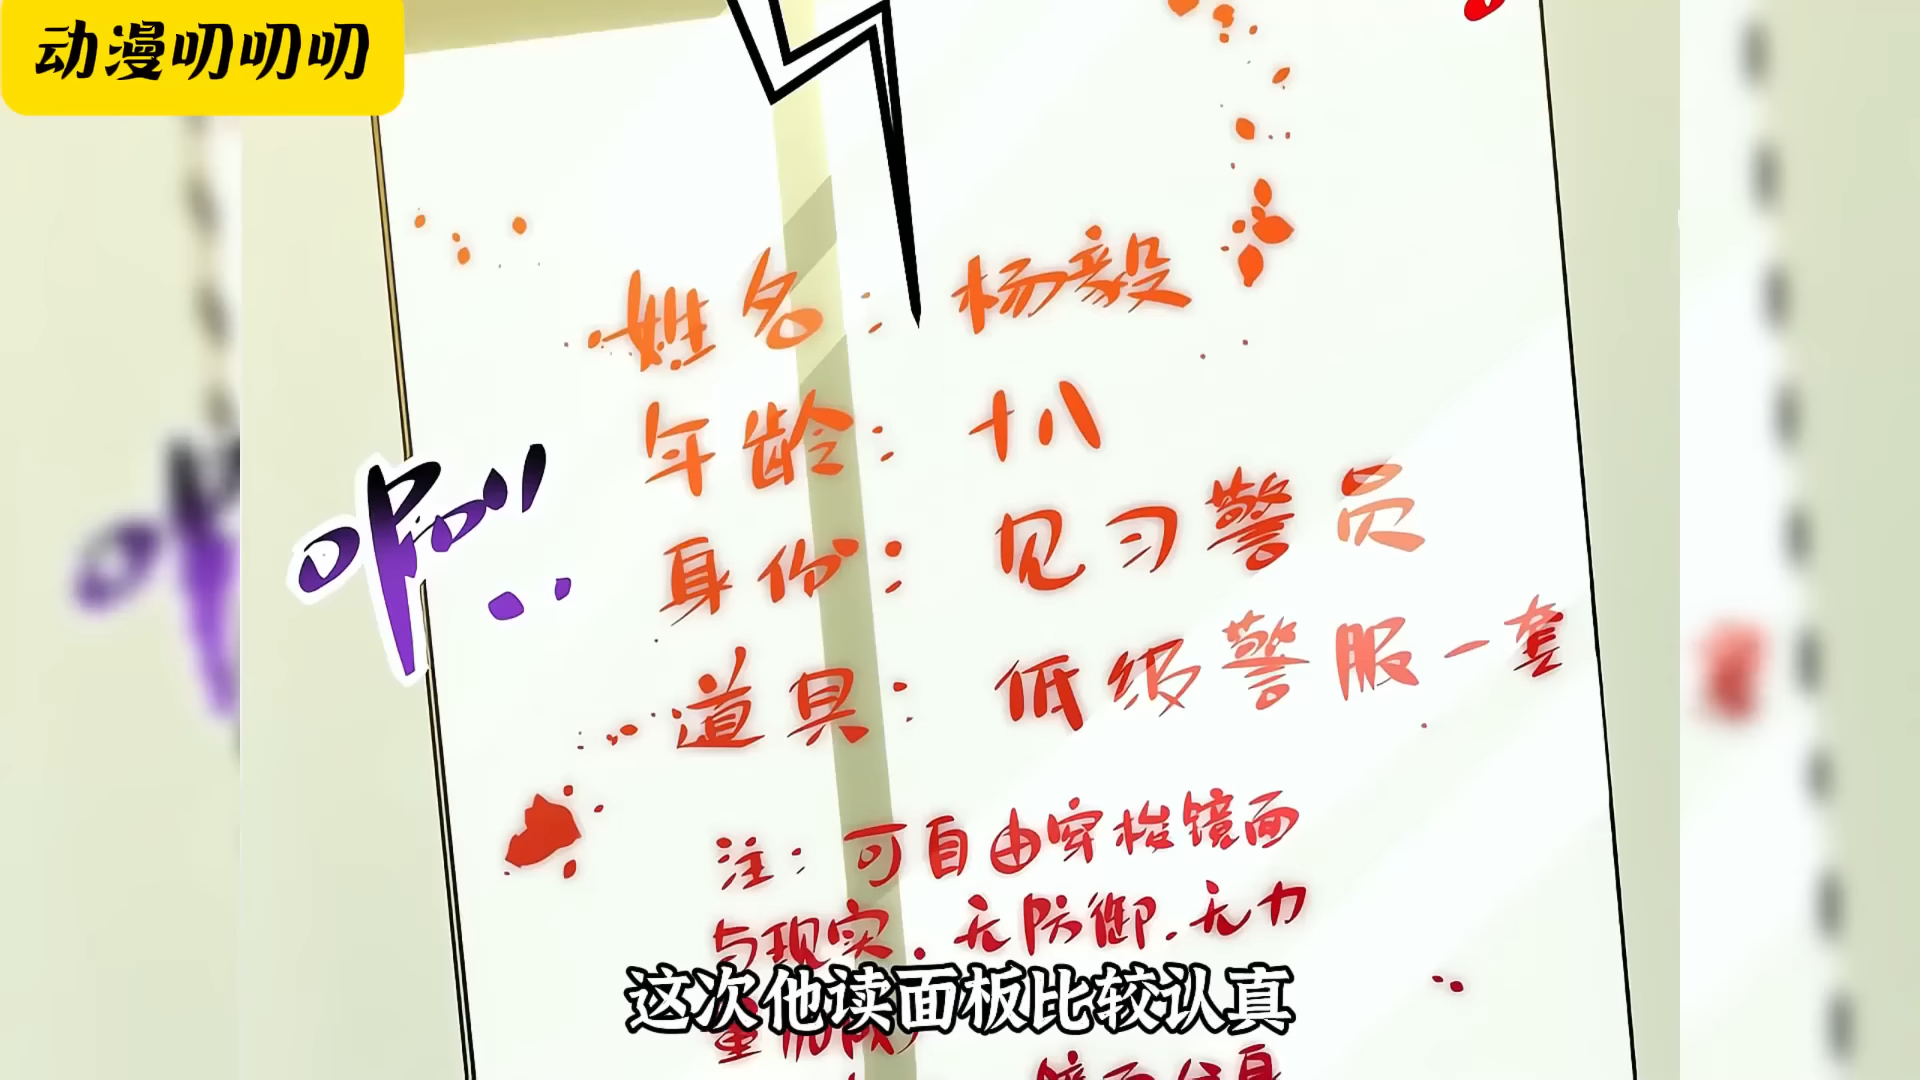 动漫叨叨叨
姓名：杨毅
年龄：十八
身份：见习警员
道具：低级警服一套
注：可自由穿梭镜面
与现实，无防御，无力
这次他读面板比较认真